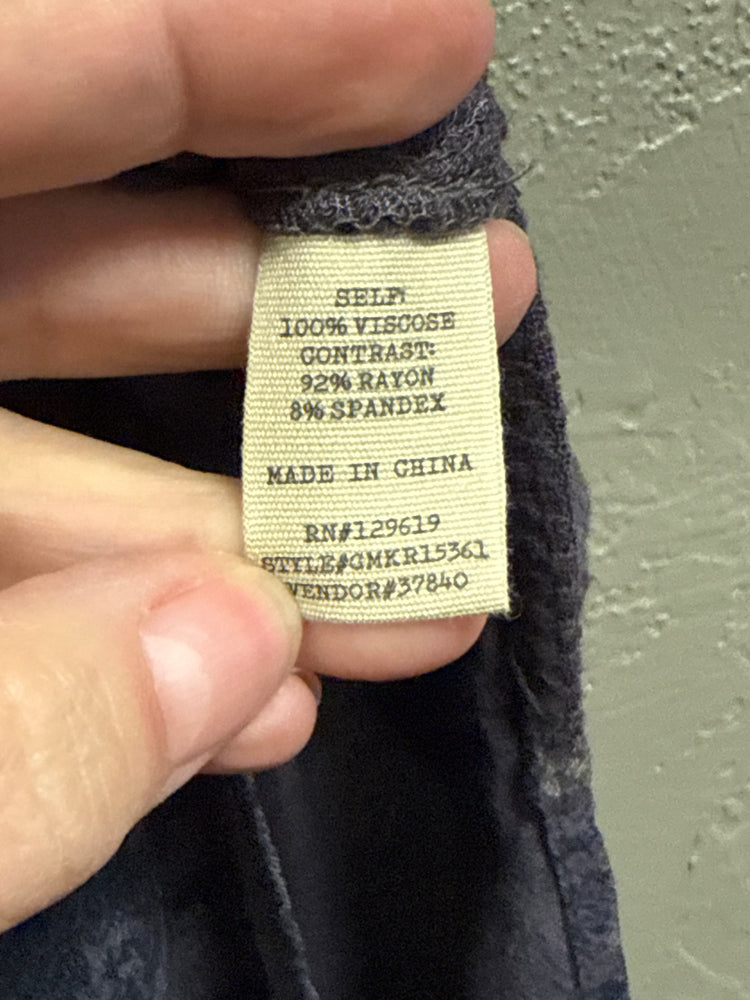 SELF:
100% VISCOSE
CONTRAST:
92% RAYON
8% SPANDEX
MADE IN CHINA
RN#129619
STYLE#GMKR15361
VENDOR#37840